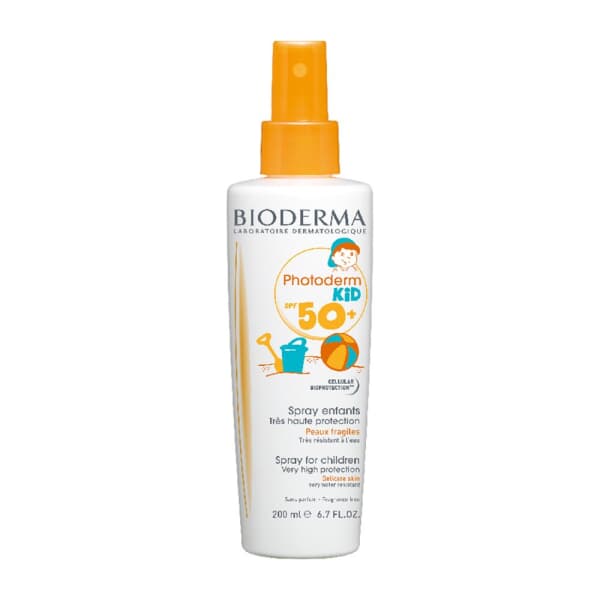 BIODERMA
LABORATOIRE DERMATOLOGIQUE
Photoderm
KiD
SPF 50+
CELLULAR
BIOPROTECTION™
Spray enfants
Très haute protection
Peaux fragiles
Très résistant à l'eau
Spray for children
Very high protection
Delicate skin
Very water resistant
Sans parfum - Fragrance free
200 ml e 6.7 FL.OZ.